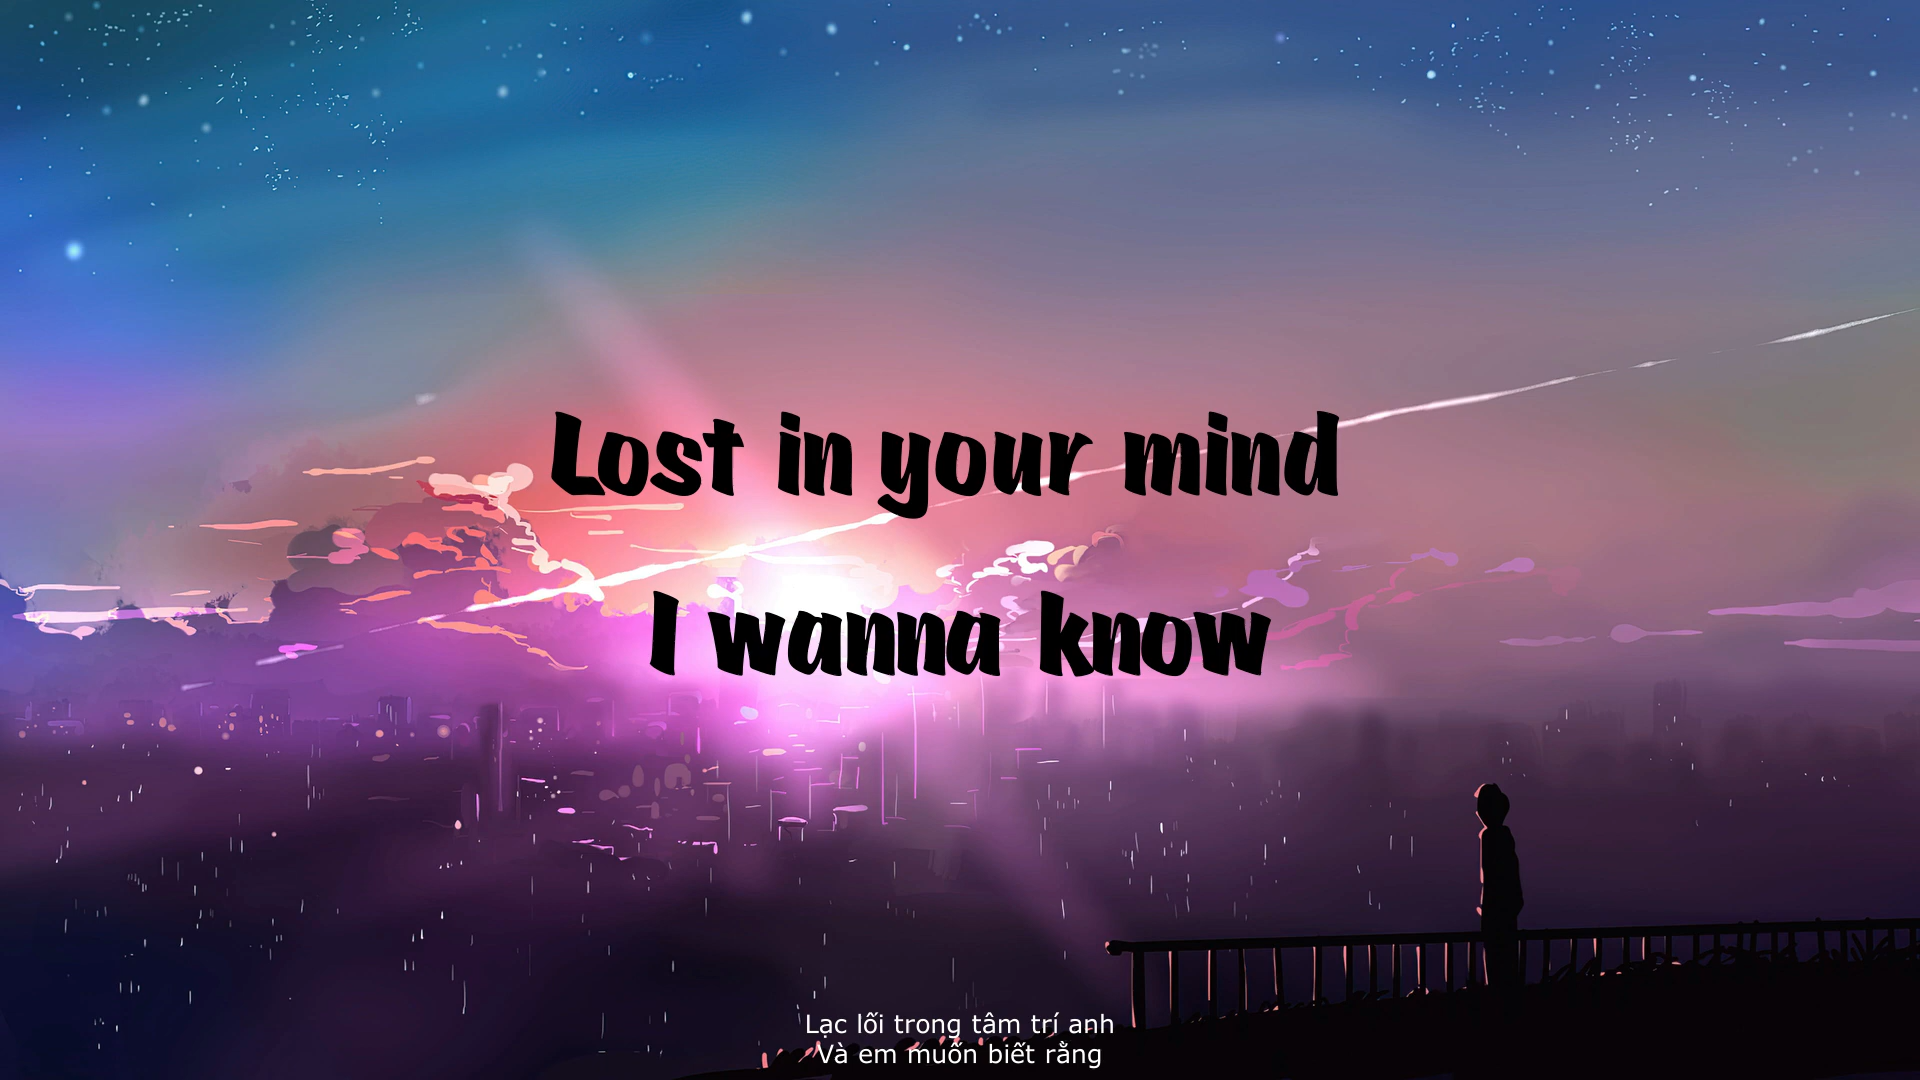 Lost in your mind
I wanna know
Lạc lối trong tâm trí anh
Và em muốn biết rằng